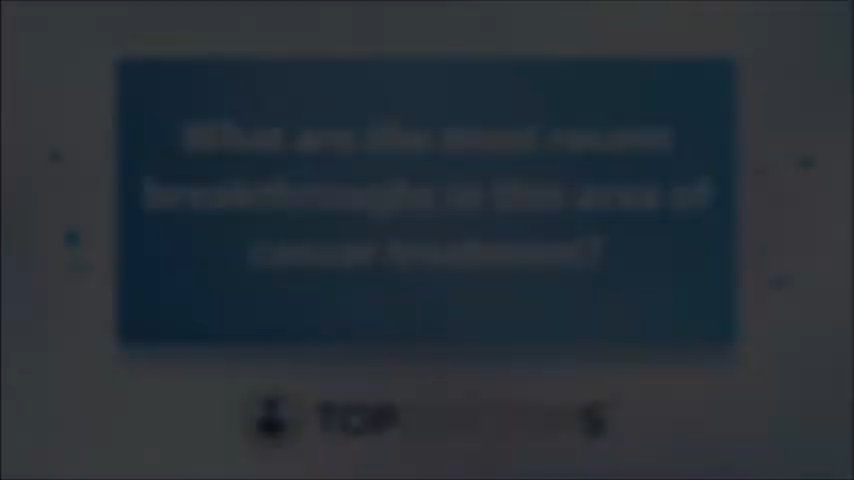 What are the most recent
breakthroughs in this area of
cancer treatment?
TOP